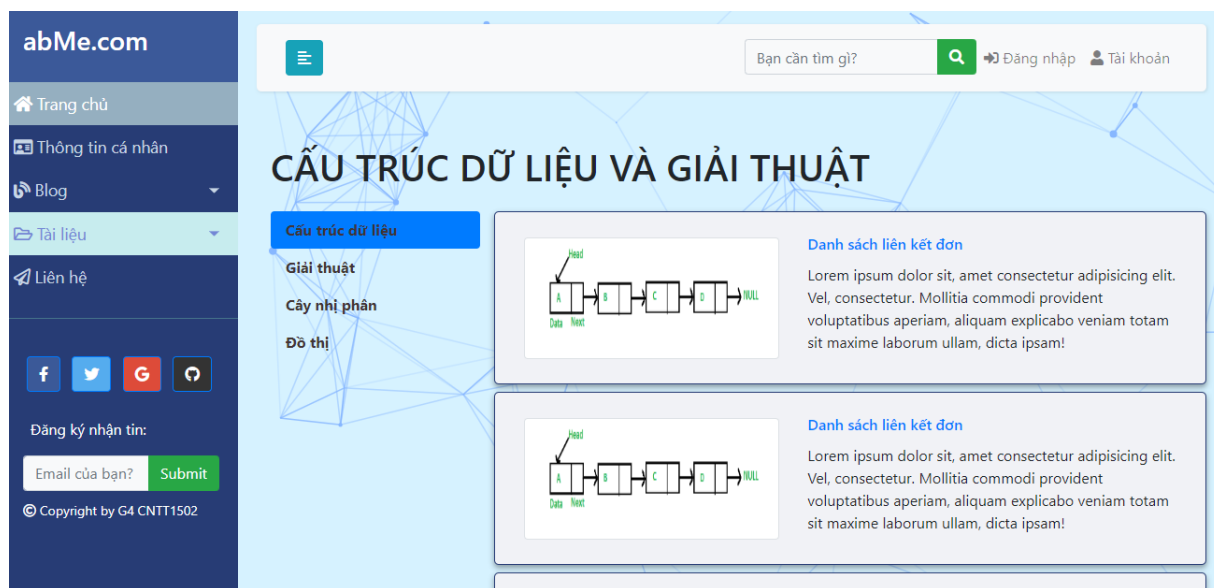 abMe.com
Trang chủ
Thông tin cá nhân
Blog
Tài liệu
Liên hệ
Đăng ký nhận tin:
Email của bạn? Submit
© Copyright by G4 CNTT1502
Bạn cần tìm gì? Đăng nhập Tài khoản
CẤU TRÚC DỮ LIỆU VÀ GIẢI THUẬT
Cấu trúc dữ liệu
Giải thuật
Cây nhị phân
Đồ thị
Head
A B C D NULL
Data Next
Danh sách liên kết đơn
Lorem ipsum dolor sit, amet consectetur adipisicing elit.
Vel, consectetur. Mollitia commodi provident
voluptatibus aperiam, aliquam explicabo veniam totam
sit maxime laborum ullam, dicta ipsam!
Head
A B C D NULL
Data Next
Danh sách liên kết đơn
Lorem ipsum dolor sit, amet consectetur adipisicing elit.
Vel, consectetur. Mollitia commodi provident
voluptatibus aperiam, aliquam explicabo veniam totam
sit maxime laborum ullam, dicta ipsam!